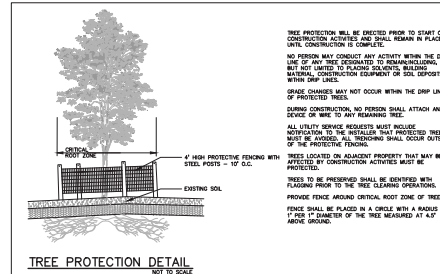 TREE PROTECTION WILL BE ERECTED PRIOR TO START O
CONSTRUCTION ACTIVITIES AND SHALL REMAIN IN PLACE
UNTIL CONSTRUCTION IS COMPLETE.
NO PERSON MAY CONDUCT ANY ACTIVITY WITHIN THE D
LINE OF ANY TREE DESIGNATED TO REMAIN;INCLUDING,
BUT NOT LIMITED TO PLACING SOLVENTS, BUILDING
MATERIAL, CONSTRUCTION EQUIPMENT OR SOIL DEPOSIT
WITHIN DRIP LINES.
GRADE CHANGES MAY NOT OCCUR WITHIN THE DRIP LIN
OF PROTECTED TREES.
DURING CONSTRUCTION, NO PERSON SHALL ATTACH AN
DEVICE OR WIRE TO ANY REMAINING TREE.
ALL UTILITY SERVICE REQUESTS MUST INCLUDE
NOTIFICATION TO THE INSTALLER THAT PROTECTED TREE
MUST BE AVOIDED. ALL TRENCHING SHALL OCCUR OUTS
OF THE PROTECTIVE FENCING.
TREES LOCATED ON ADJACENT PROPERTY THAT MAY BE
AFFECTED BY CONSTRUCTION ACTIVITIES MUST BE
PROTECTED.
TREES TO BE PRESERVED SHALL BE IDENTIFIED WITH
FLAGGING PRIOR TO THE TREE CLEARING OPERATIONS.
PROVIDE FENCE AROUND CRITICAL ROOT ZONE OF TREE
FENCE SHALL BE PLACED IN A CIRCLE WITH A RADIUS
1" PER 1" DIAMETER OF THE TREE MEASURED AT 4.5'
ABOVE GROUND.
CRITICAL
ROOT ZONE
4' HIGH PROTECTIVE FENCING WITH
STEEL POSTS – 10' O.C.
EXISTING SOIL
TREE PROTECTION DETAIL
NOT TO SCALE